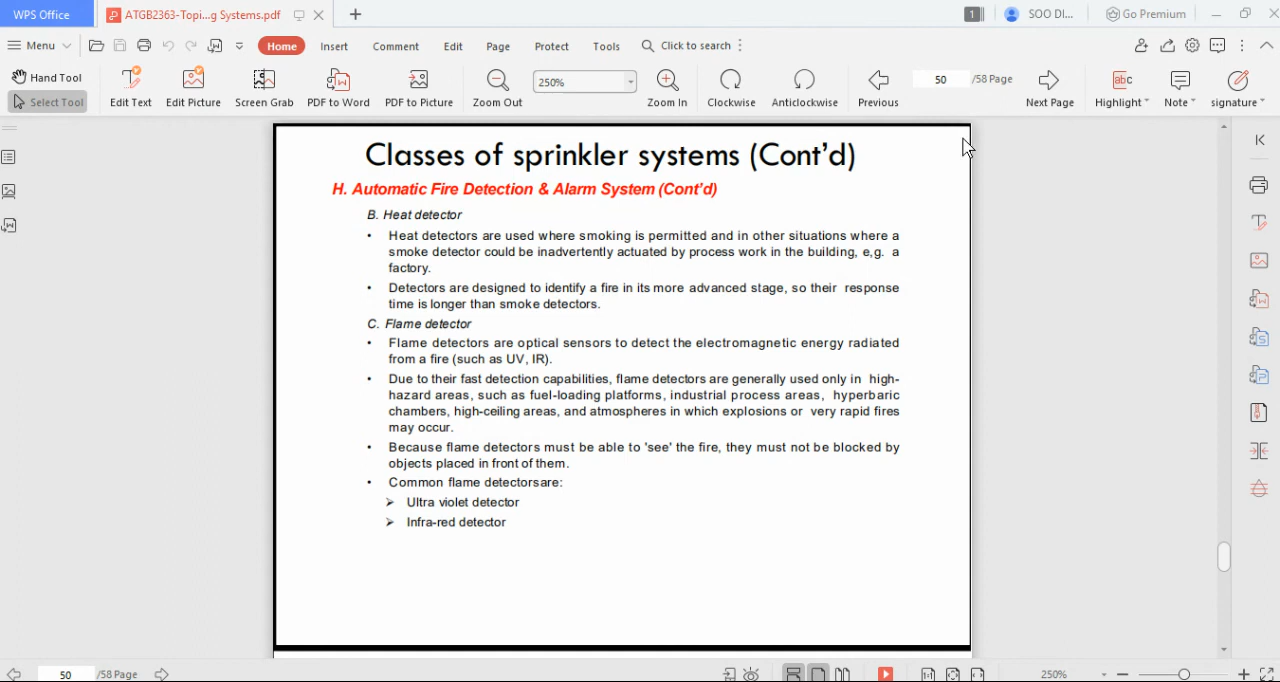 WPS Office
ATGB2363-Topi...g Systems.pdf
1
SOO DI...
Go Premium
Menu
Home
Insert
Comment
Edit
Page
Protect
Tools
Click to search
Hand Tool
Select Tool
Edit Text
Edit Picture
Screen Grab
PDF to Word
PDF to Picture
Zoom Out
250%
Zoom In
Clockwise
Anticlockwise
Previous
50 /58 Page
Next Page
abc
Highlight
Note
signature
Classes of sprinkler systems (Cont'd)
H. Automatic Fire Detection & Alarm System (Cont'd)
B. Heat detector
• Heat detectors are used where smoking is permitted and in other situations where a
smoke detector could be inadvertently actuated by process work in the building, e,g. a
factory.
• Detectors are designed to identify a fire in its more advanced stage, so their response
time is longer than smoke detectors.
C. Flame detector
• Flame detectors are optical sensors to detect the electromagnetic energy radiated
from a fire (such as UV, IR).
• Due to their fast detection capabilities, flame detectors are generally used only in high-
hazard areas, such as fuel-loading platforms, industrial process areas, hyperbaric
chambers, high-ceiling areas, and atmospheres in which explosions or very rapid fires
may occur.
• Because flame detectors must be able to 'see' the fire, they must not be blocked by
objects placed in front of them.
• Common flame detectorsare:
➢ Ultra violet detector
➢ Infra-red detector
50 /58 Page
250%